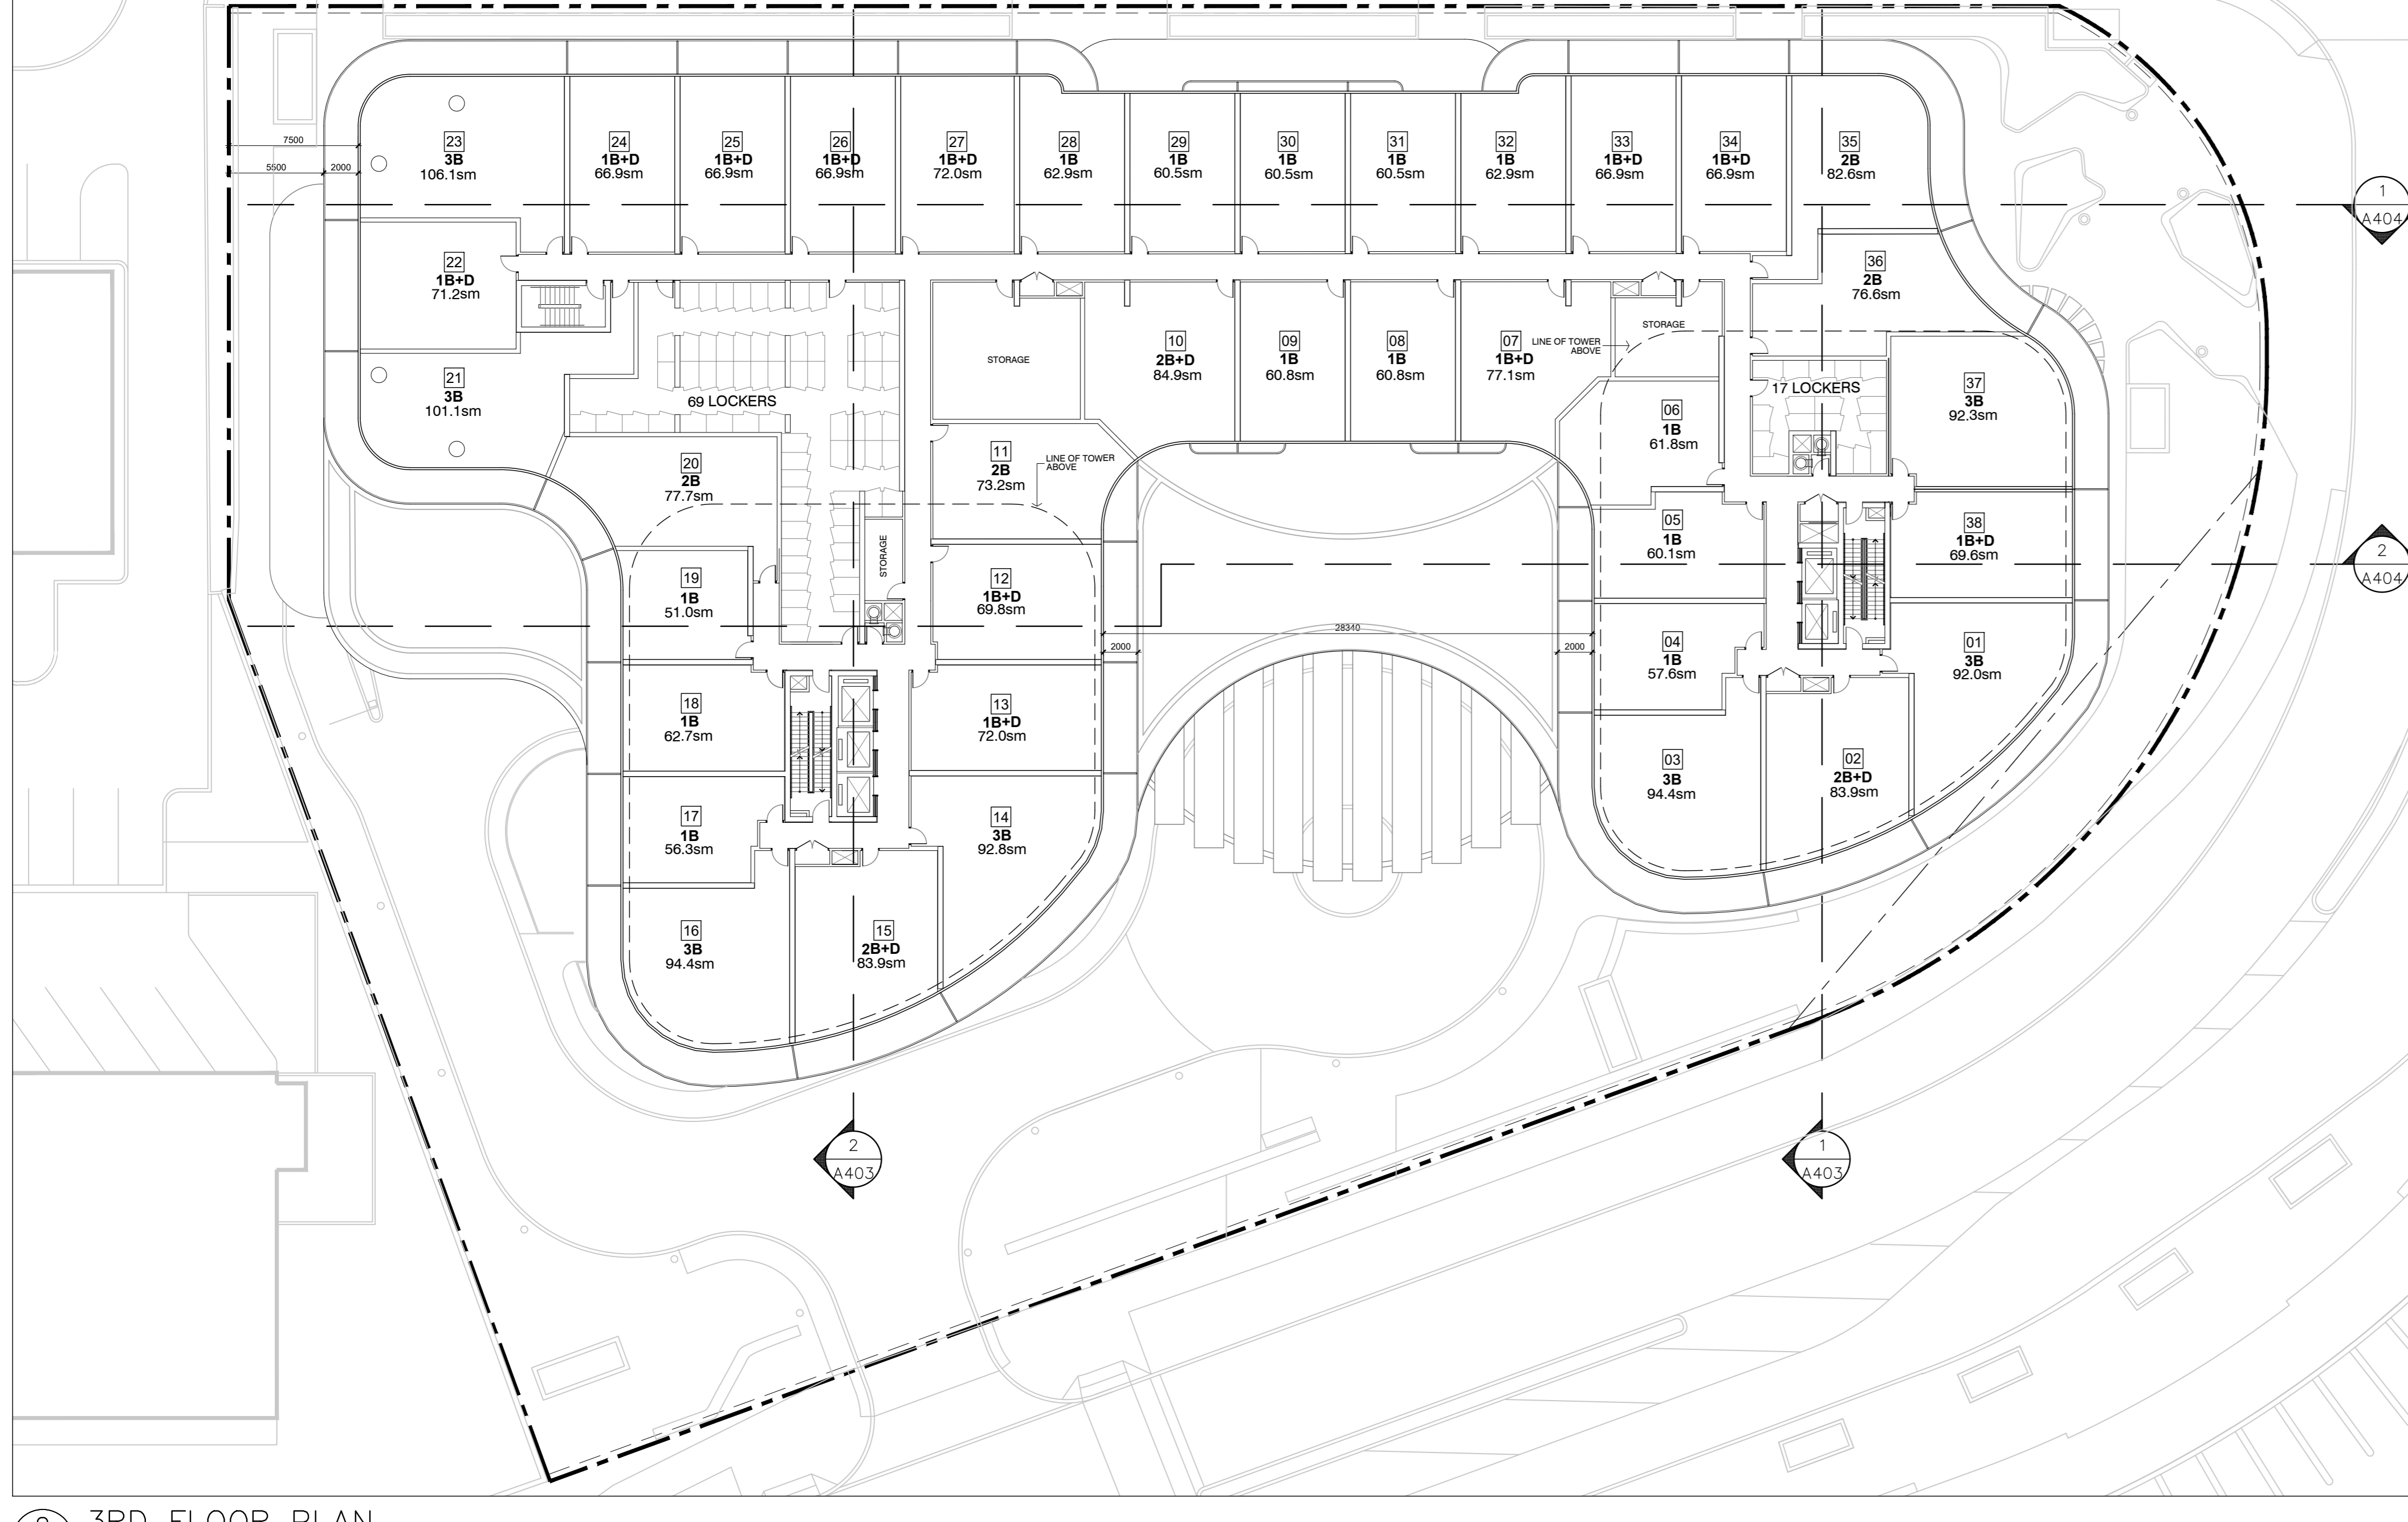 7500
5500
2000
23
3B
106.1sm
24
1B+D
66.9sm
25
1B+D
66.9sm
26
1B+D
66.9sm
27
1B+D
72.0sm
28
1B
62.9sm
29
1B
60.5sm
30
1B
60.5sm
31
1B
60.5sm
32
1B
62.9sm
33
1B+D
66.9sm
34
1B+D
66.9sm
35
2B
82.6sm
1
A404
22
1B+D
71.2sm
36
2B
76.6sm
21
3B
101.1sm
69 LOCKERS
STORAGE
10
2B+D
84.9sm
09
1B
60.8sm
08
1B
60.8sm
07
1B+D
77.1sm
LINE OF TOWER
ABOVE
STORAGE
06
1B
61.8sm
17 LOCKERS
37
3B
92.3sm
20
2B
77.7sm
11
2B
73.2sm
LINE OF TOWER
ABOVE
05
1B
60.1sm
38
1B+D
69.6sm
2
A404
19
1B
51.0sm
STORAGE
12
1B+D
69.8sm
28340
2000
2000
04
1B
57.6sm
01
3B
92.0sm
18
1B
62.7sm
13
1B+D
72.0sm
03
3B
94.4sm
02
2B+D
83.9sm
17
1B
56.3sm
14
3B
92.8sm
16
3B
94.4sm
15
2B+D
83.9sm
2
A403
1
A403
3RD FLOOR PLAN